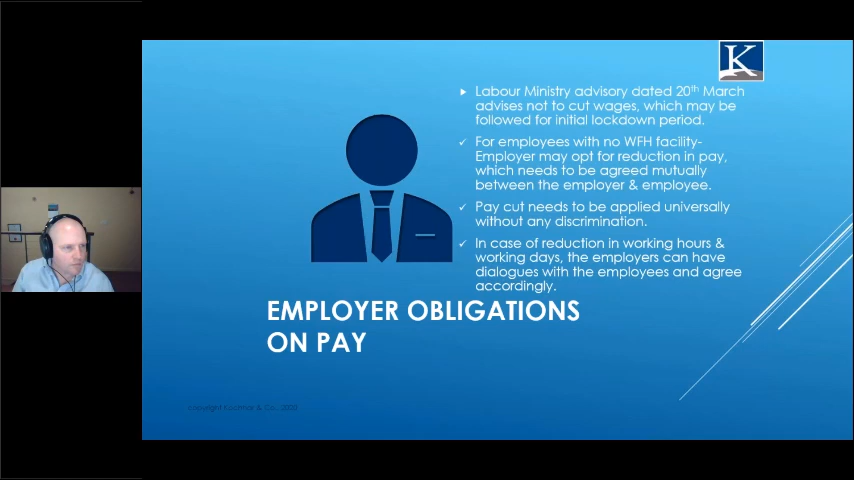 K
Labour Ministry advisory dated 20th March
advises not to cut wages, which may be
followed for initial lockdown period.
For employees with no WFH facility-
Employer may opt for reduction in pay,
which needs to be agreed mutually
between the employer & employee.
Pay cut needs to be applied universally
without any discrimination.
In case of reduction in working hours &
working days, the employers can have
dialogues with the employees and agree
accordingly.
EMPLOYER OBLIGATIONS
ON PAY
& Co., 2020